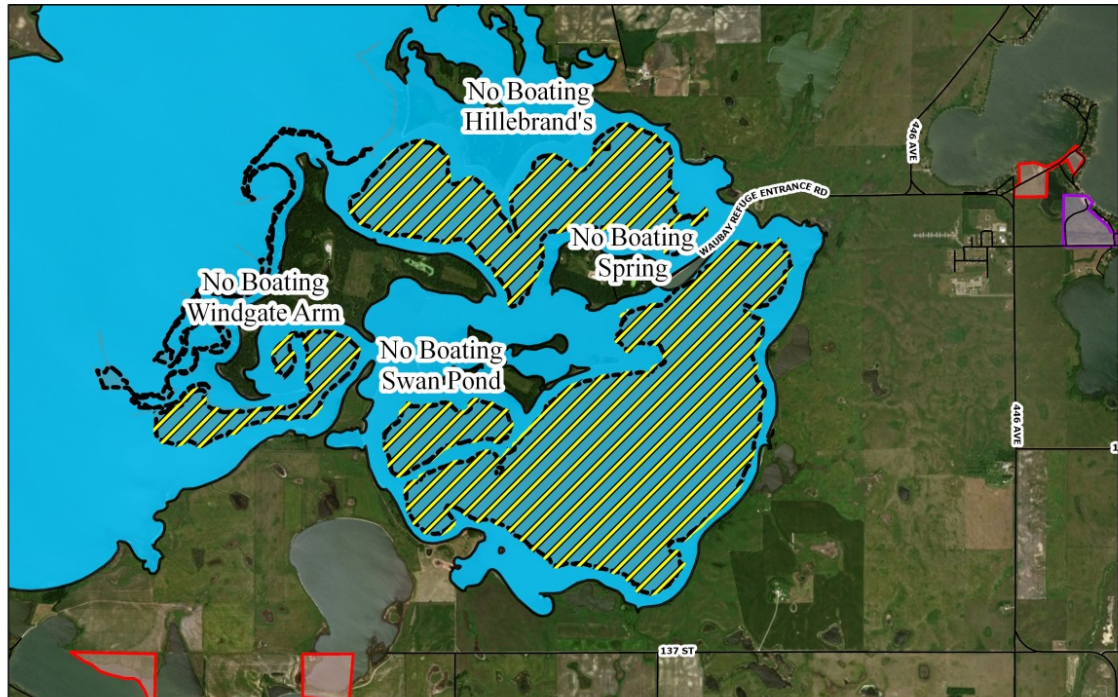 No Boating
Hillebrand's
446 AVE
WAUBAY REFUGE ENTRANCE RD
No Boating
Spring
No Boating
Windgate Arm
No Boating
Swan Pond
446 AVE
1
137 ST